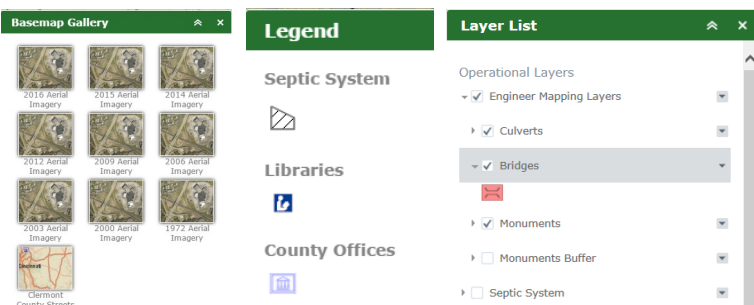 Basemap Gallery
2016 Aerial
Imagery
2015 Aerial
Imagery
2014 Aerial
Imagery
2012 Aerial
Imagery
2009 Aerial
Imagery
2006 Aerial
Imagery
2003 Aerial
Imagery
2000 Aerial
Imagery
1972 Aerial
Imagery
Cincinnati
Clermont
County Streets
Legend
Septic System
Libraries
County Offices
Layer List
Operational Layers
Engineer Mapping Layers
Culverts
Bridges
Monuments
Monuments Buffer
Septic System